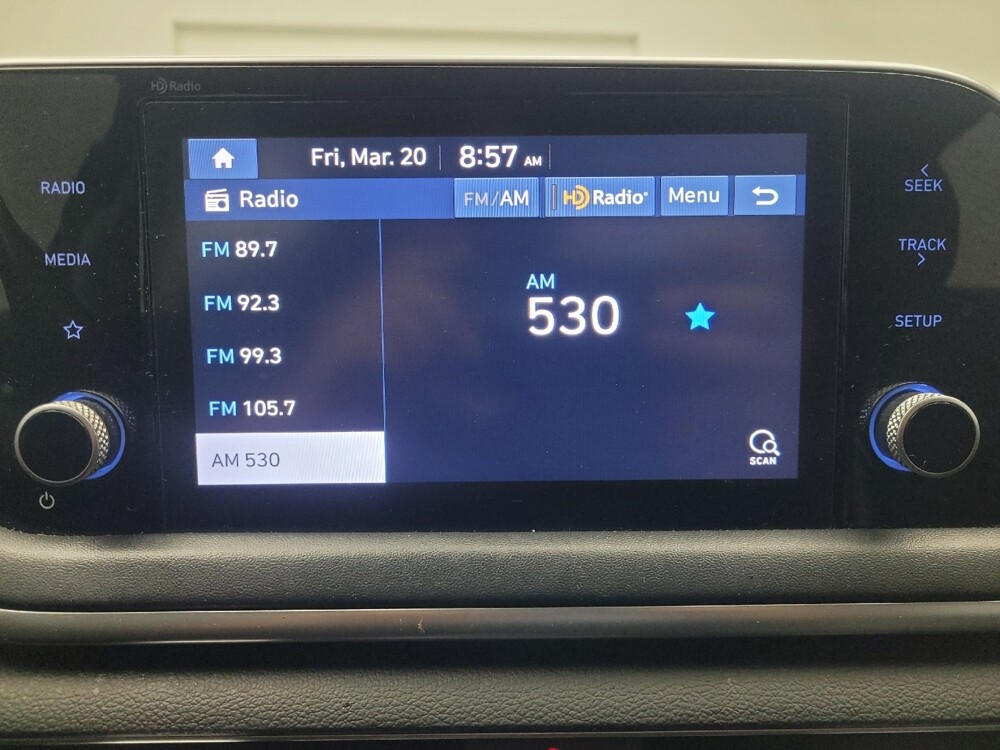 HD Radio
Fri, Mar. 20 8:57 AM
Radio FM/AM HD Radio Menu
RADIO
MEDIA
FM 89.7
FM 92.3
FM 99.3
FM 105.7
AM 530
AM
530
SCAN
< SEEK
TRACK >
SETUP